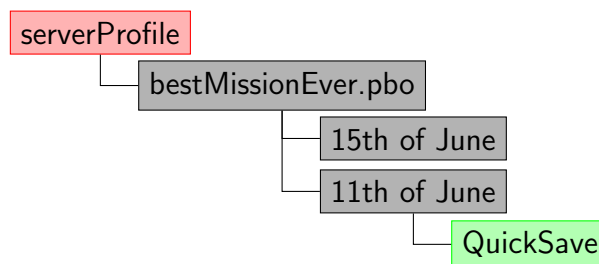 serverProfile
bestMissionEver.pbo
15th of June
11th of June
QuickSave